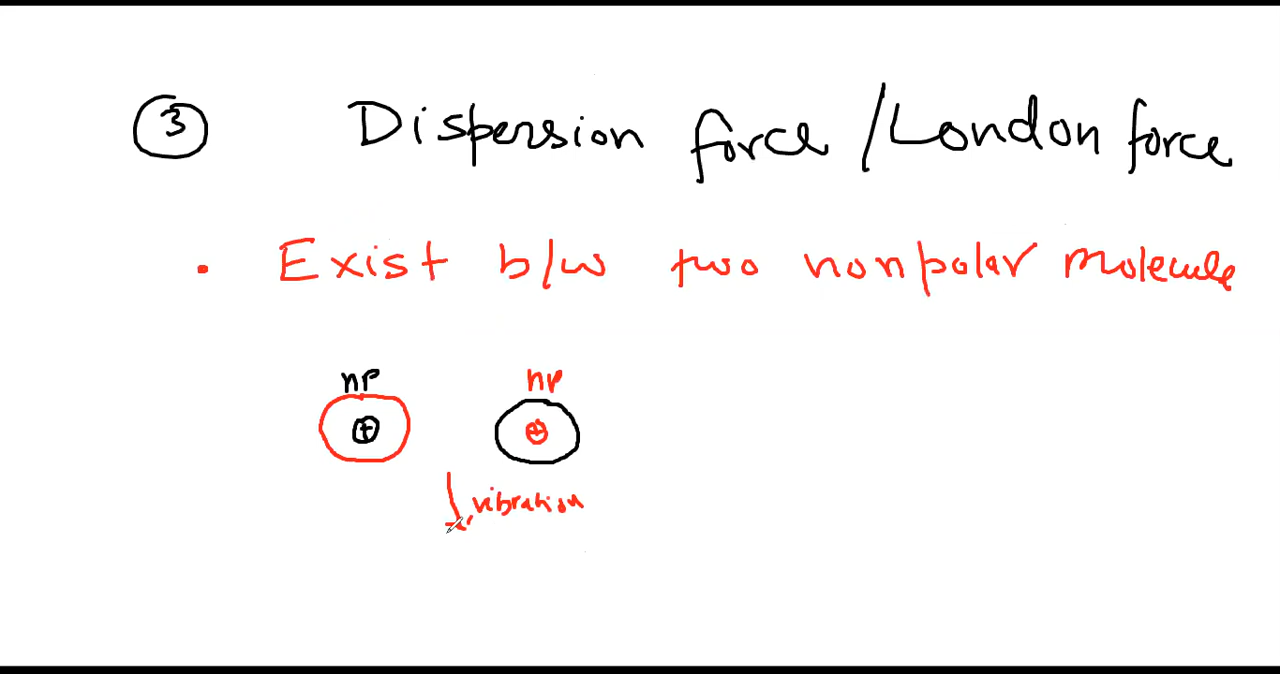 ③ Dispersion force/London force
• Exist b/w two nonpolar molecule
np np
+ +
vibration